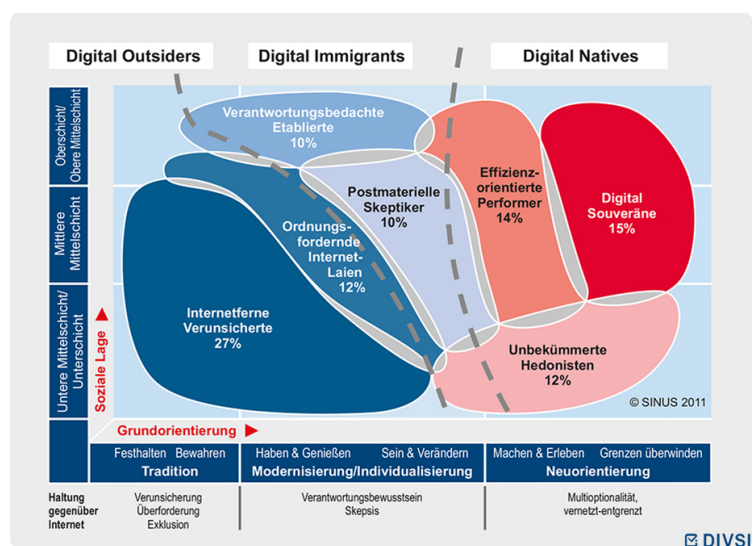 Digital Outsiders
Digital Immigrants
Digital Natives
Oberschicht/
Obere Mittelschicht
Mittlere
Mittelschicht
Untere Mittelschicht/
Unterschicht
Soziale Lage
Verantwortungsbedachte
Etablierte
10%
Postmaterielle
Skeptiker
10%
Effizienz-
orientierte
Performer
14%
Digital
Souveräne
15%
Ordnungs-
fordernde
Internet-
Laien
12%
Internetferne
Verunsicherte
27%
Unbekümmerte
Hedonisten
12%
© SINUS 2011
Grundorientierung
Festhalten Bewahren
Tradition
Haben & Genießen Sein & Verändern
Modernisierung/Individualisierung
Machen & Erleben Grenzen überwinden
Neuorientierung
Haltung
gegenüber
Internet
Verunsicherung
Überforderung
Exklusion
Verantwortungsbewusstsein
Skepsis
Multioptionalität,
vernetzt-entgrenzt
DIVSI